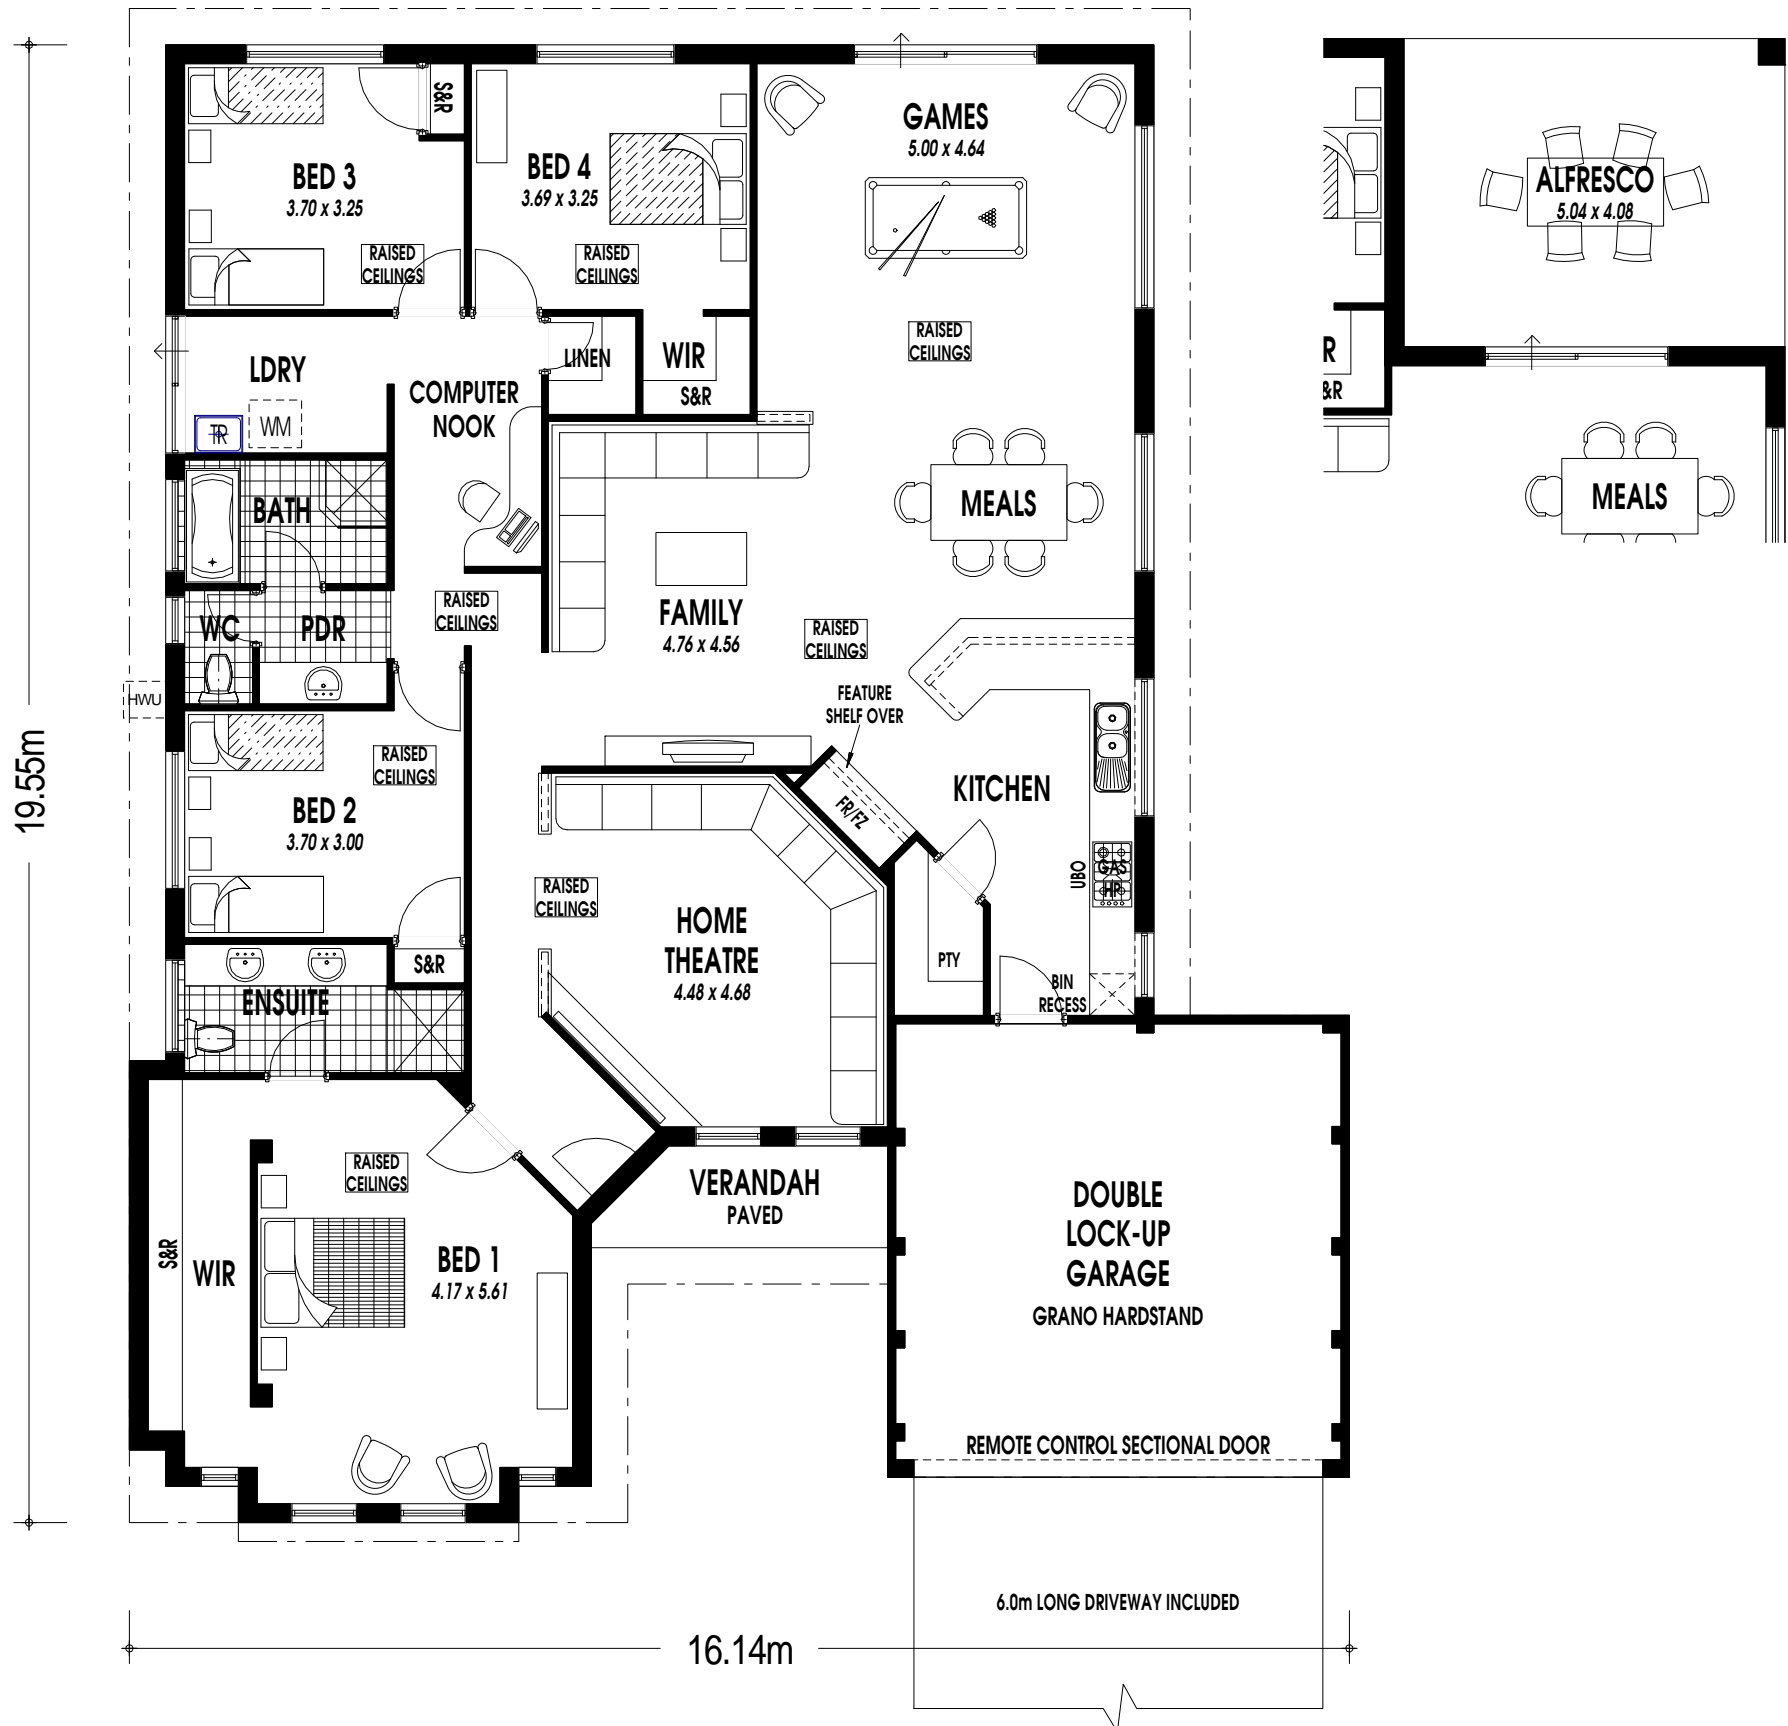 S&R
BED 3
3.70 x 3.25
RAISED
CEILINGS
BED 4
3.69 x 3.25
RAISED
CEILINGS
GAMES
5.00 x 4.64
RAISED
CEILINGS
ALFRESCO
5.04 x 4.08
R
&R
MEALS
LDRY
TR
WM
COMPUTER
NOOK
LINEN
WIR
S&R
BATH
MEALS
WC
PDR
RAISED
CEILINGS
FAMILY
4.76 x 4.56
RAISED
CEILINGS
HWU
FEATURE
SHELF OVER
RAISED
CEILINGS
BED 2
3.70 x 3.00
FR/FZ
KITCHEN
UBO
GAS
HP
RAISED
CEILINGS
HOME
THEATRE
4.48 x 4.68
S&R
ENSUITE
PTY
BIN
RECESS
RAISED
CEILINGS
S&R
WIR
BED 1
4.17 x 5.61
VERANDAH
PAVED
DOUBLE
LOCK-UP
GARAGE
GRANO HARDSTAND
REMOTE CONTROL SECTIONAL DOOR
6.0m LONG DRIVEWAY INCLUDED
19.55m
16.14m